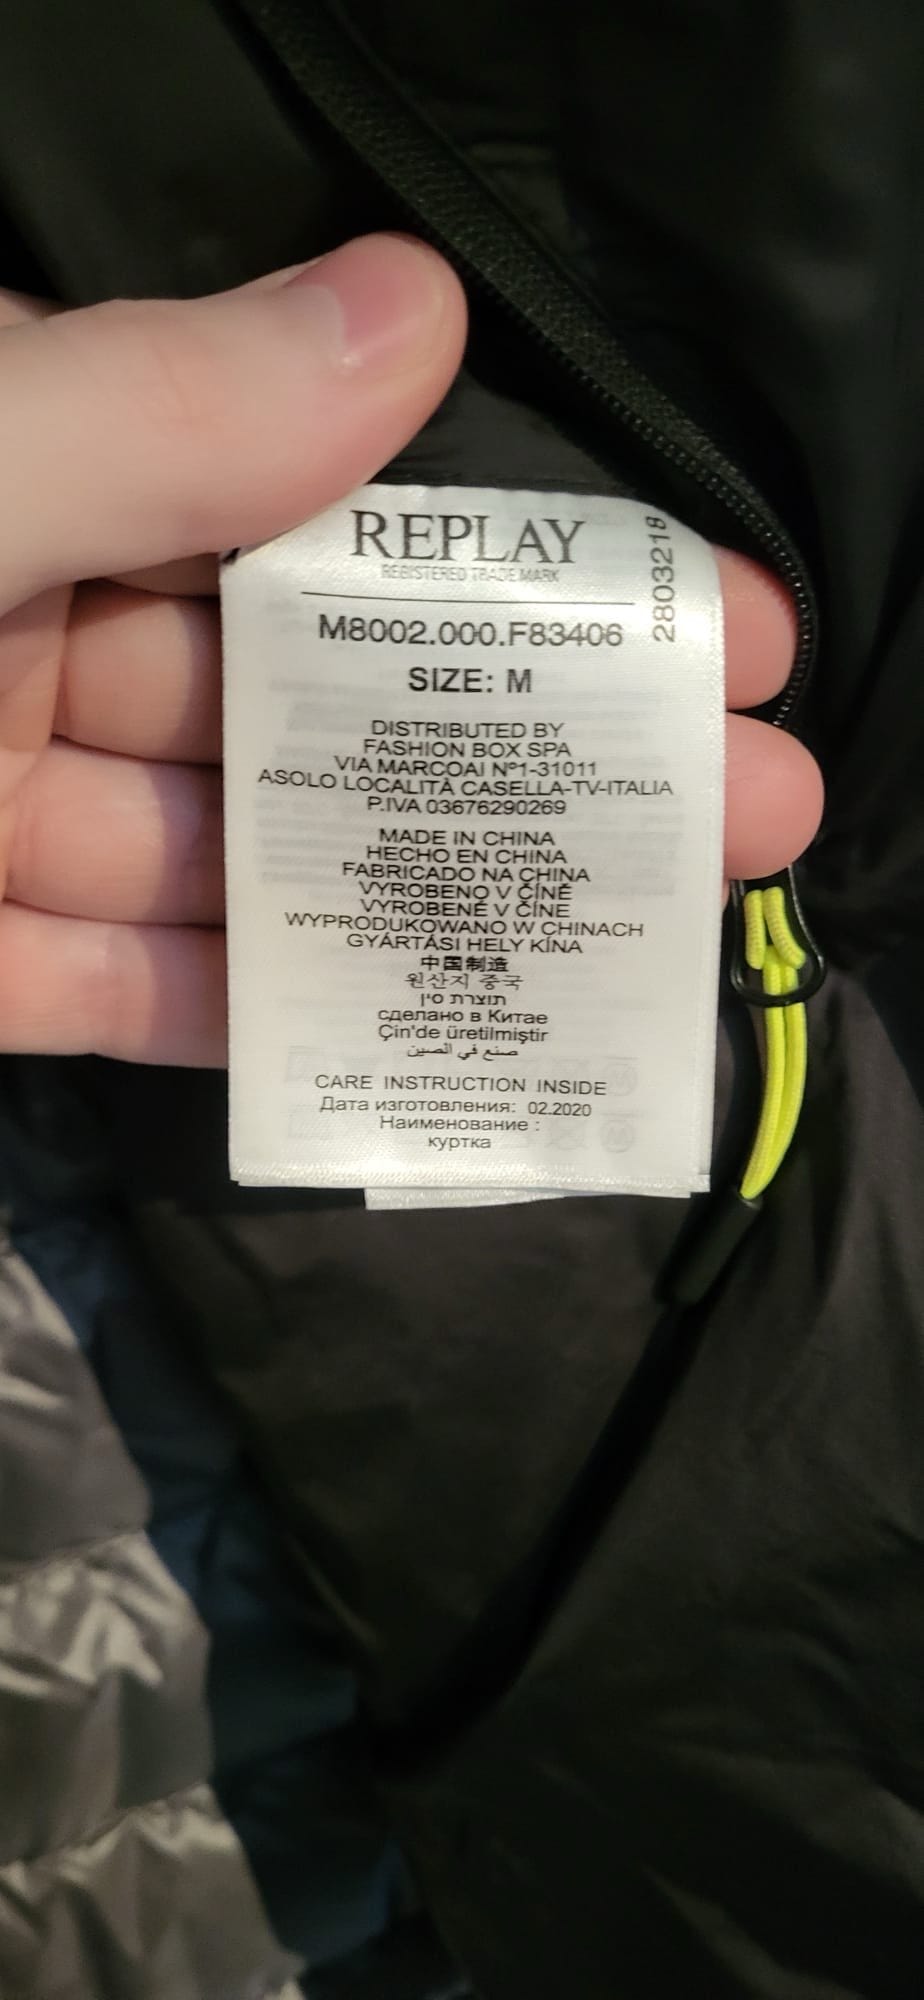 REPLAY
REGISTERED TRADE MARK
2803218
M8002.000.F83406
SIZE: M
DISTRIBUTED BY
FASHION BOX SPA
VIA MARCOAI Nº1-31011
ASOLO LOCALITÀ CASELLA-TV-ITALIA
P.IVA 03676290269
MADE IN CHINA
HECHO EN CHINA
FABRICADO NA CHINA
VYROBENO V ČÍNĚ
VYROBENÉ V ČÍNE
WYPRODUKOWANO W CHINACH
GYÁRTÁSI HELY KÍNA
中国制造
원산지 중국
תוצרת סין
сделано в Китае
Çin'de üretilmiştir
صنع في الصين
CARE INSTRUCTION INSIDE
Дата изготовления: 02.2020
Наименование :
куртка